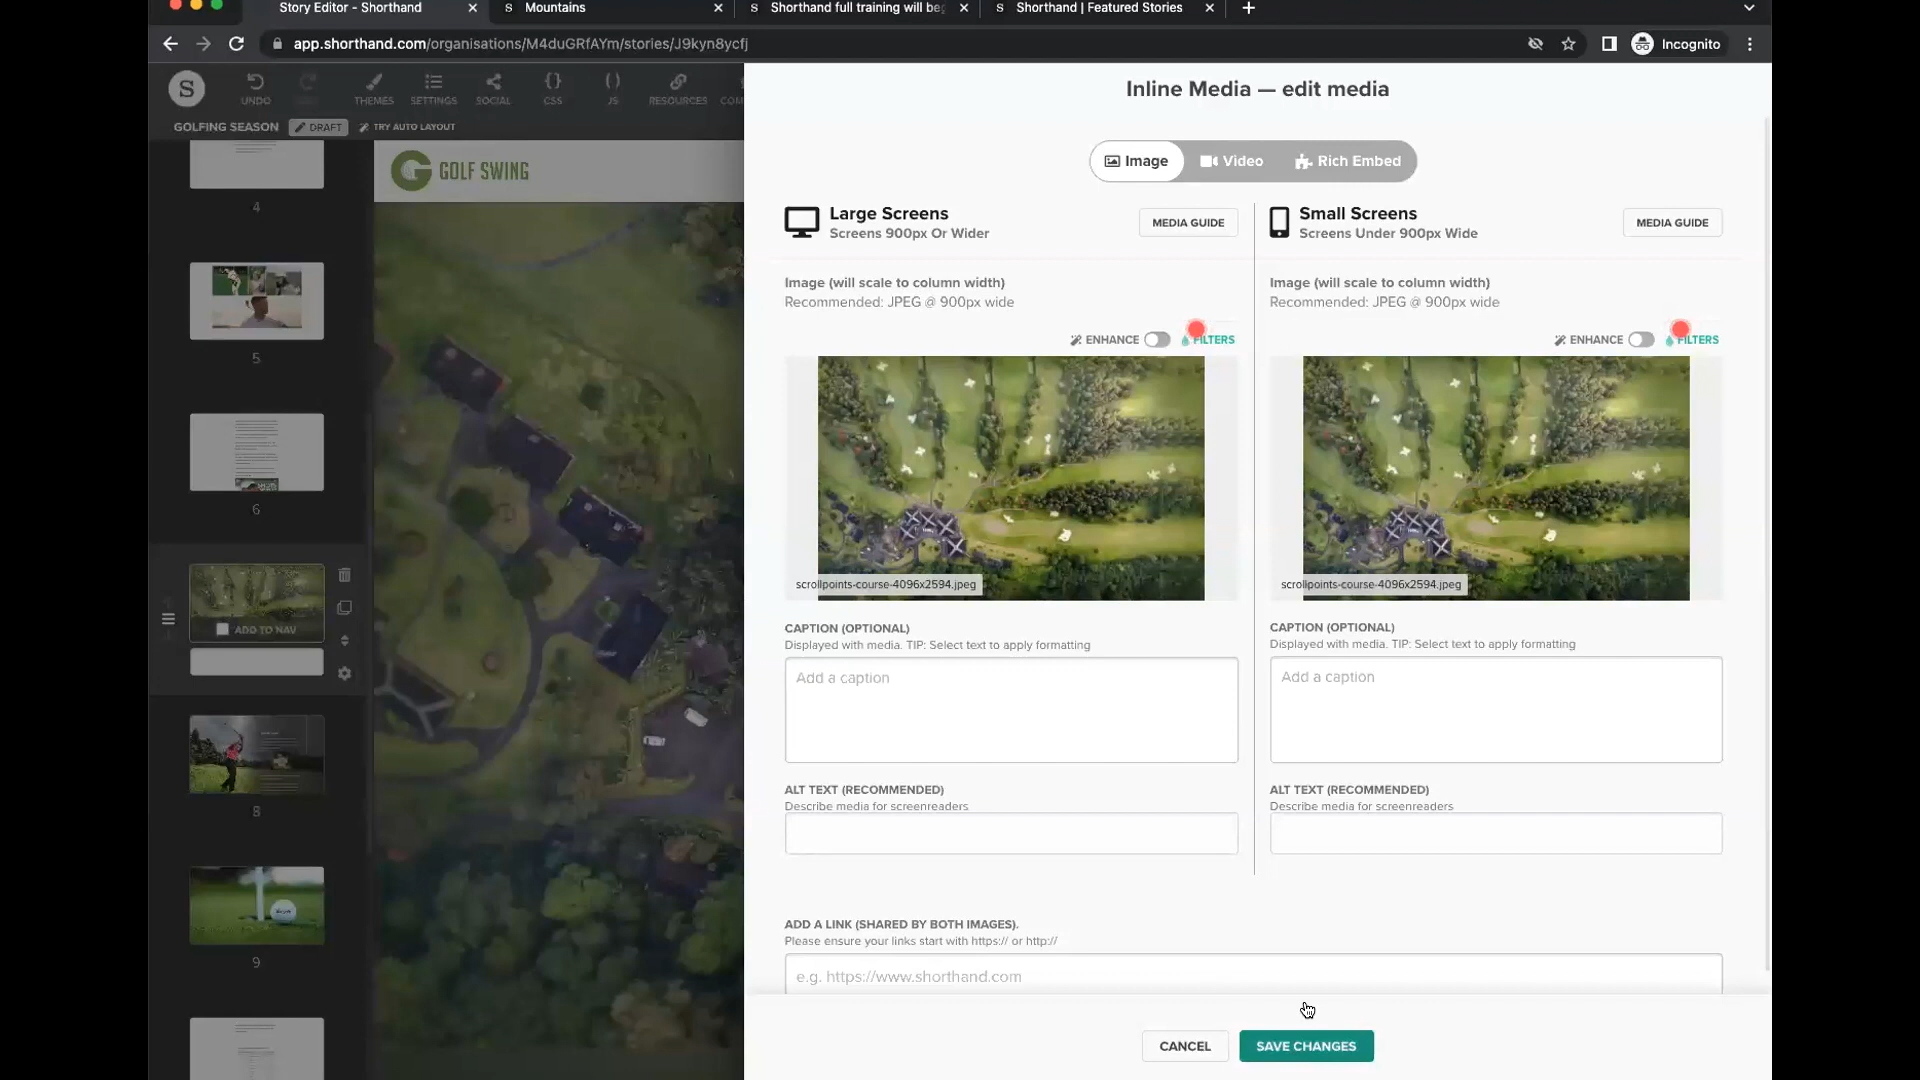 Story Editor - Shorthand
S Mountains
S Shorthand full training will be
S Shorthand | Featured Stories
app.shorthand.com/organisations/M4duGRfAYm/stories/J9kyn8ycfj
Incognito
S
UNDO
THEMES
SETTINGS
SOCIAL
{} CSS
JS
RESOURCES
COM
GOLFING SEASON
DRAFT
TRY AUTO LAYOUT
GOLF SWING
4
5
6
ADD TO NAV
8
9
Inline Media — edit media
Image
Video
Rich Embed
Large Screens
Screens 900px Or Wider
MEDIA GUIDE
Image (will scale to column width)
Recommended: JPEG @ 900px wide
ENHANCE
FILTERS
scrollpoints-course-4096x2594.jpeg
CAPTION (OPTIONAL)
Displayed with media. TIP: Select text to apply formatting
Add a caption
ALT TEXT (RECOMMENDED)
Describe media for screenreaders
Small Screens
Screens Under 900px Wide
MEDIA GUIDE
Image (will scale to column width)
Recommended: JPEG @ 900px wide
ENHANCE
FILTERS
scrollpoints-course-4096x2594.jpeg
CAPTION (OPTIONAL)
Displayed with media. TIP: Select text to apply formatting
Add a caption
ALT TEXT (RECOMMENDED)
Describe media for screenreaders
ADD A LINK (SHARED BY BOTH IMAGES).
Please ensure your links start with https:// or http://
e.g. https://www.shorthand.com
CANCEL
SAVE CHANGES